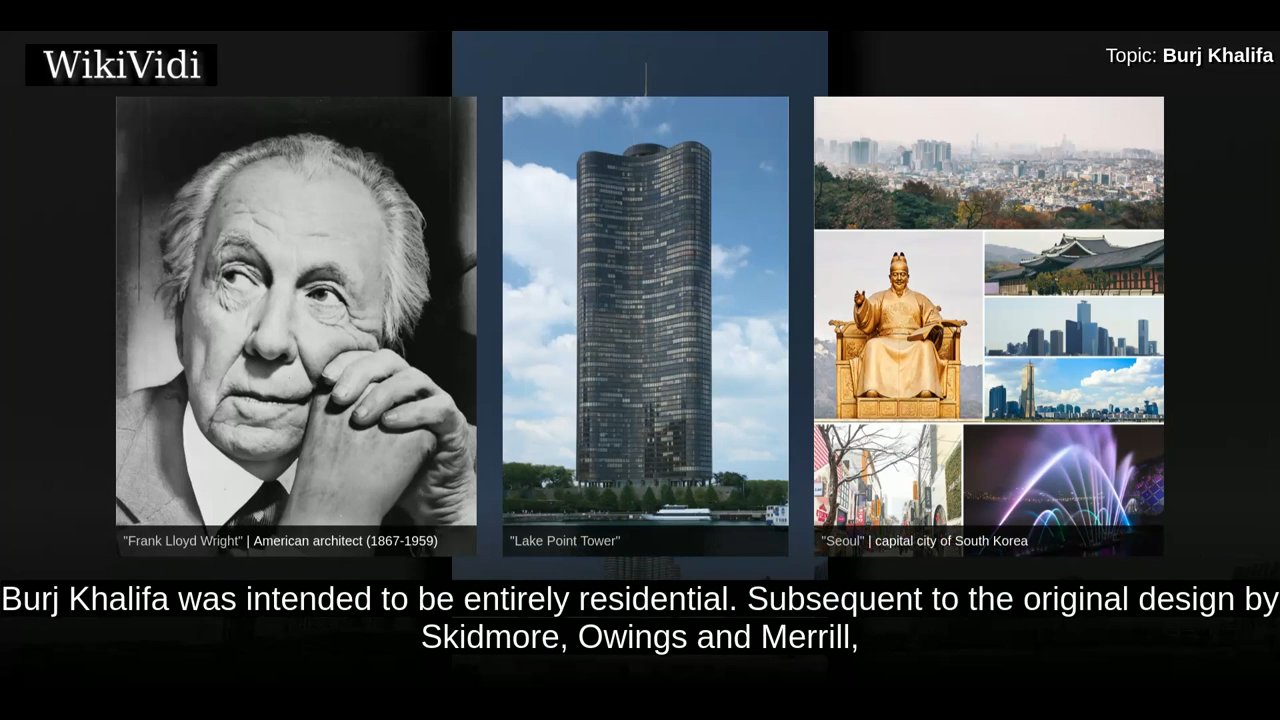 WikiVidi
Topic: Burj Khalifa
"Frank Lloyd Wright" | American architect (1867-1959)
"Lake Point Tower"
"Seoul" | capital city of South Korea
Burj Khalifa was intended to be entirely residential. Subsequent to the original design by
Skidmore, Owings and Merrill,